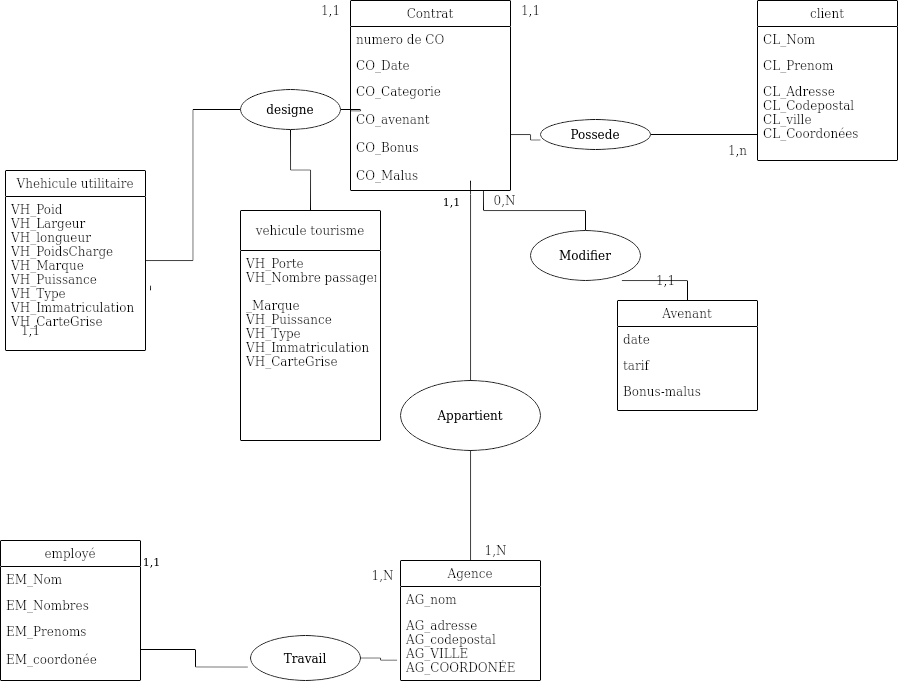 1,1
Contrat
1,1
numero de CO
CO_Date
CO_Categorie
CO_avenant
CO_Bonus
CO_Malus
client
CL_Nom
CL_Prenom
CL_Adresse
CL_Codepostal
CL_ville
CL_Coordonées
designe
Possede
1,n
Vhehicule utilitaire
VH_Poid
VH_Largeur
VH_longueur
VH_PoidsCharge
VH_Marque
VH_Puissance
VH_Type
VH_Immatriculation
VH_CarteGrise
1,1
vehicule tourisme
VH_Porte
VH_Nombre passager
_Marque
VH_Puissance
VH_Type
VH_Immatriculation
VH_CarteGrise
1,1
0,N
Modifier
1,1
Avenant
date
tarif
Bonus-malus
Appartient
1,N
employé
1,1
EM_Nom
EM_Nombres
EM_Prenoms
EM_coordonée
Travail
1,N
Agence
AG_nom
AG_adresse
AG_codepostal
AG_VILLE
AG_COORDONÉE